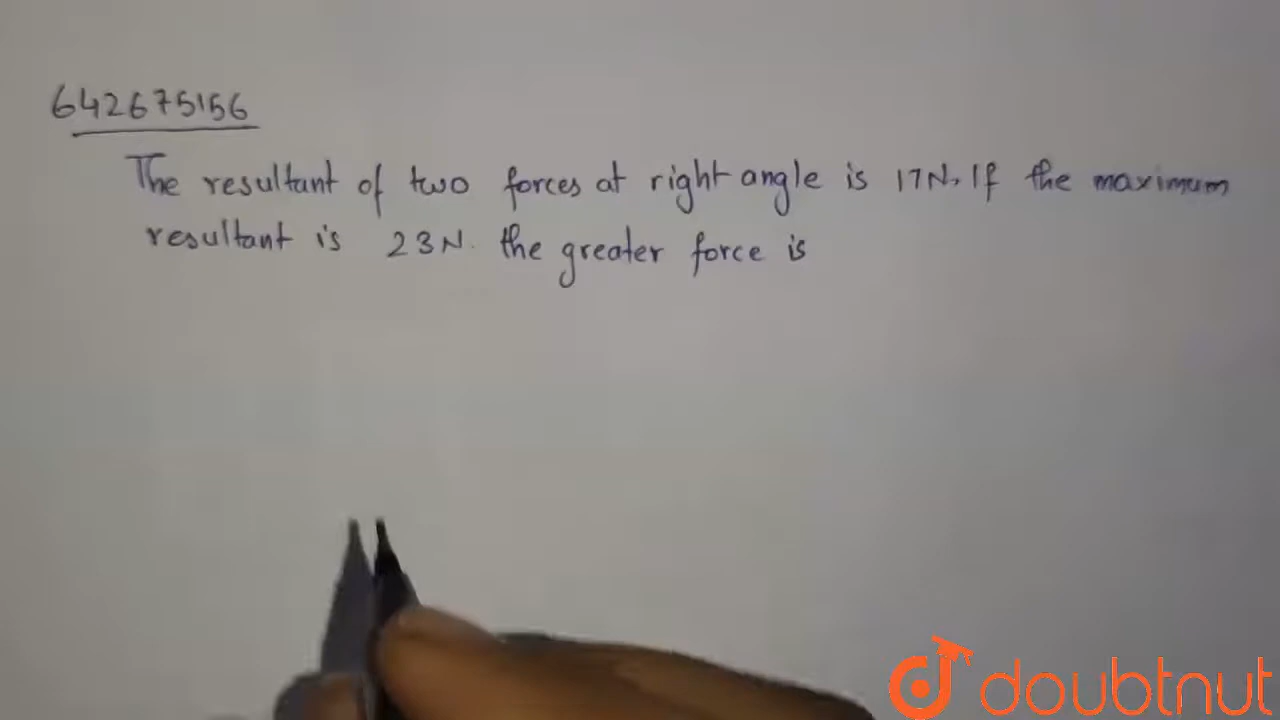 642675156
The resultant of two forces at right angle is 17N. If the maximum
resultant is 23N. the greater force is
doubtnut